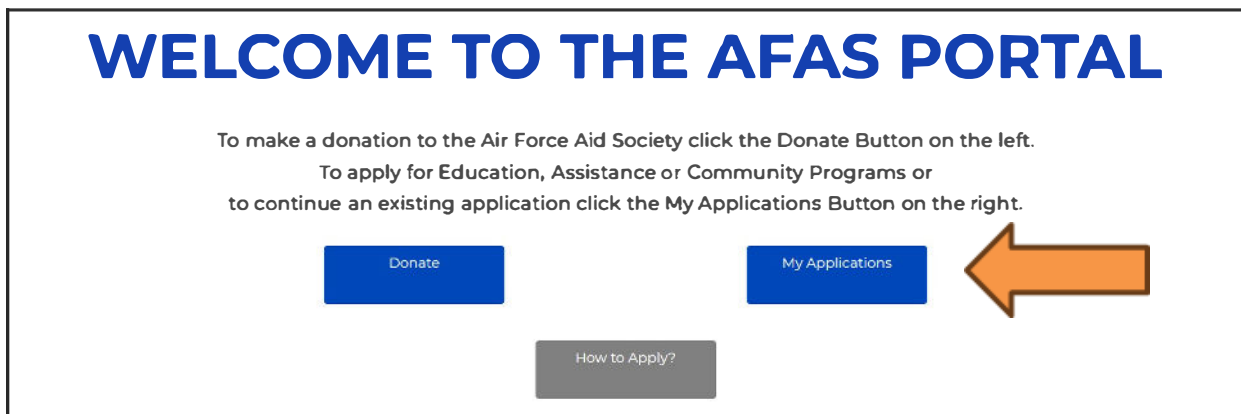 WELCOME TO THE AFAS PORTAL
To make a donation to the Air Force Aid Society click the Donate Button on the left.
To apply for Education, Assistance or Community Programs or
to continue an existing application click the My Applications Button on the right.
Donate
My Applications
How to Apply?